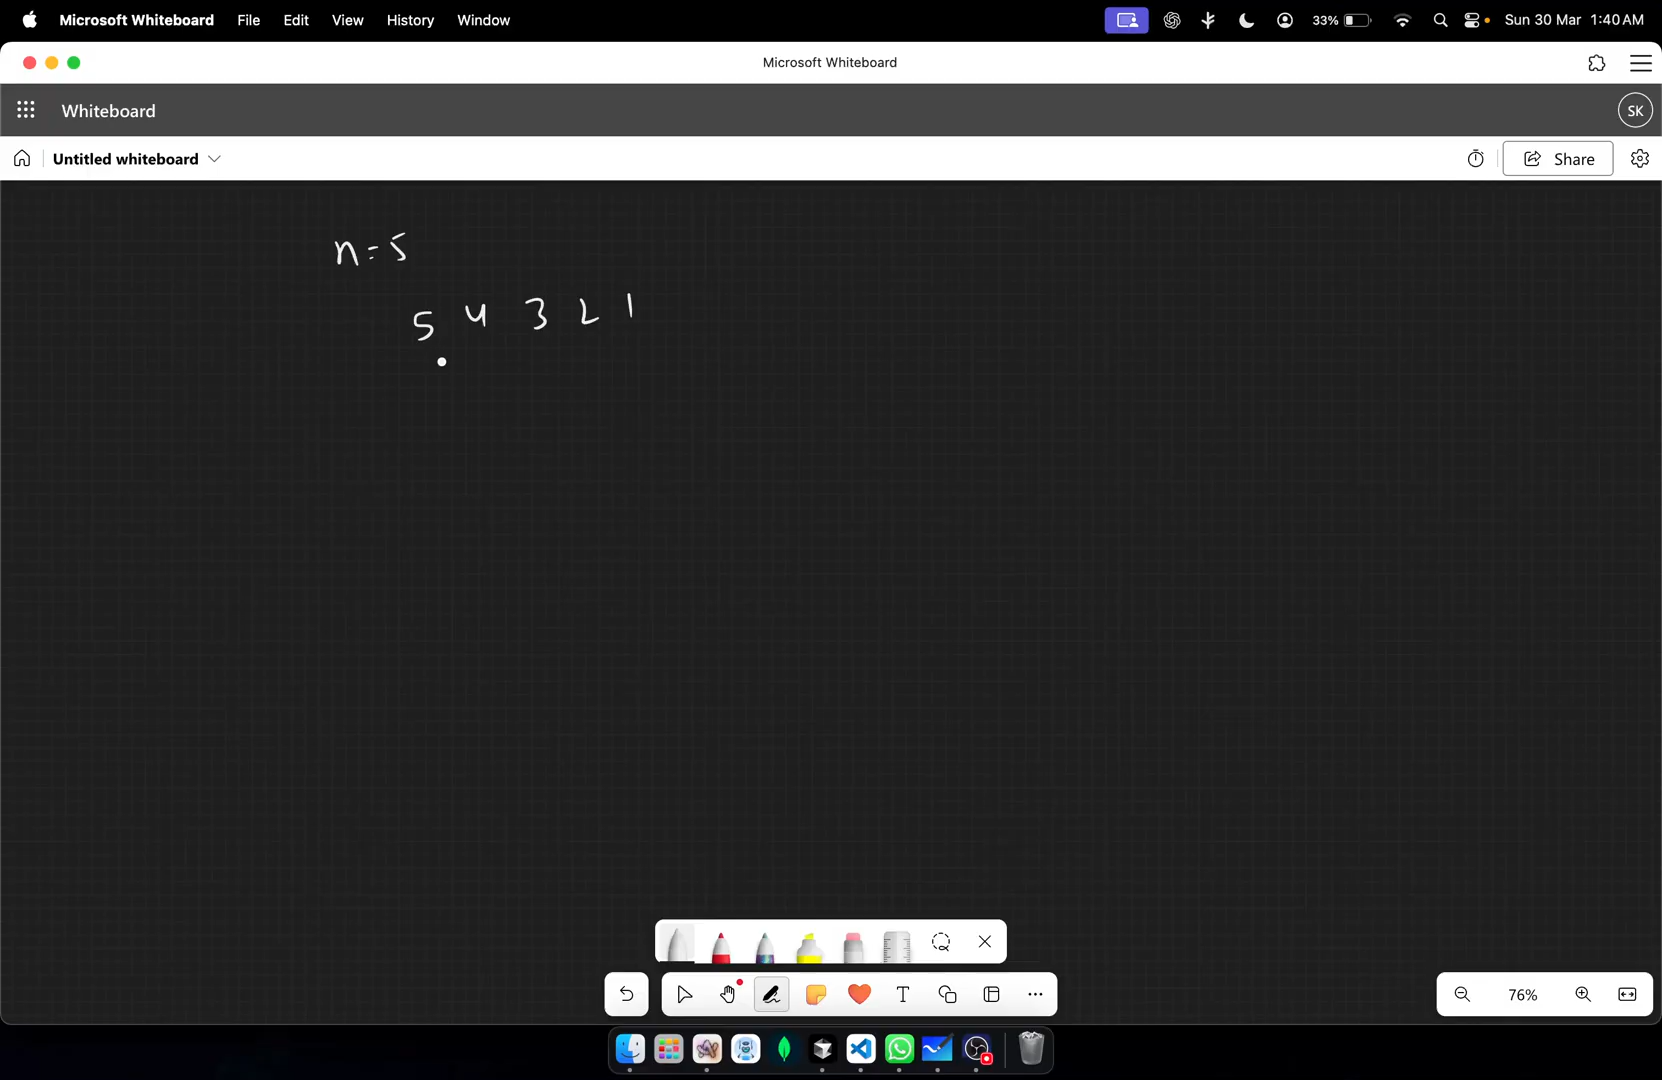 Microsoft Whiteboard File Edit View History Window 33% Sun 30 Mar 1:40 AM
Microsoft Whiteboard
Whiteboard SK
Untitled whiteboard Share
n=5
5 4 3 2 1
T
76%